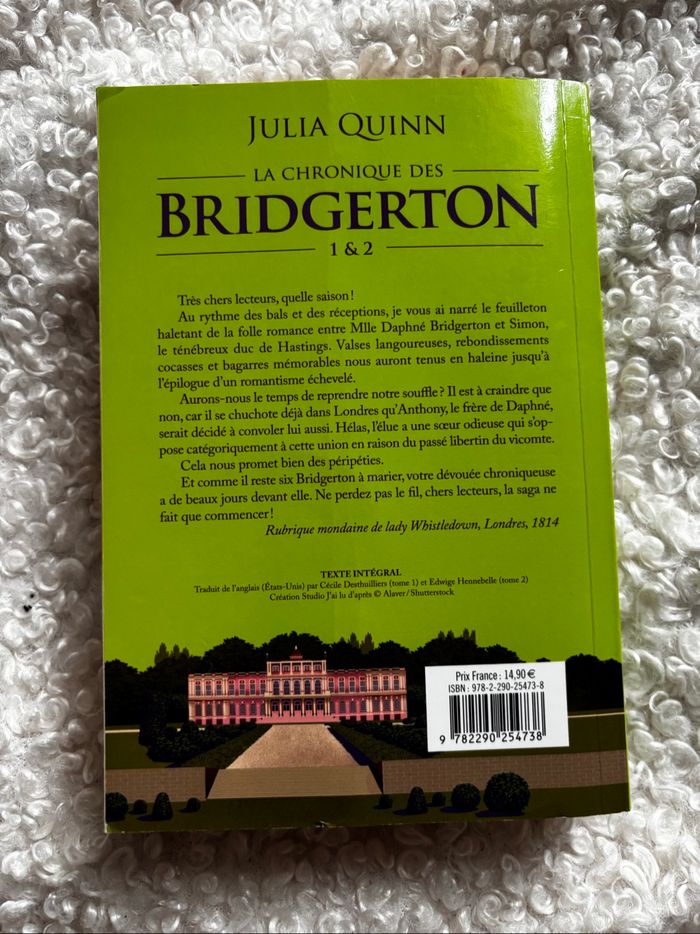 JULIA QUINN
LA CHRONIQUE DES
BRIDGERTON
1 & 2
Très chers lecteurs, quelle saison !
Au rythme des bals et des réceptions, je vous ai narré le feuilleton
haletant de la folle romance entre Mlle Daphné Bridgerton et Simon,
le ténébreux duc de Hastings. Valses langoureuses, rebondissements
cocasses et bagarres mémorables nous auront tenus en haleine jusqu'à
l'épilogue d'un romantisme échevelé.
Aurons-nous le temps de reprendre notre souffle ? Il est à craindre que
non, car il se chuchote déjà dans Londres qu'Anthony, le frère de Daphné,
serait décidé à convoler lui aussi. Hélas, l'élue a une sœur odieuse qui s'op-
pose catégoriquement à cette union en raison du passé libertin du vicomte.
Cela nous promet bien des péripéties.
Et comme il reste six Bridgerton à marier, votre dévouée chroniqueuse
a de beaux jours devant elle. Ne perdez pas le fil, chers lecteurs, la saga ne
fait que commencer !
Rubrique mondaine de lady Whistledown, Londres, 1814
TEXTE INTÉGRAL
Traduit de l'anglais (États-Unis) par Cécile Desthuilliers (tome 1) et Edwige Hennebelle (tome 2)
Création Studio J'ai lu d'après © Alaver / Shutterstock
Prix France : 14,90 €
ISBN : 978-2-290-25473-8
9 782290 254738